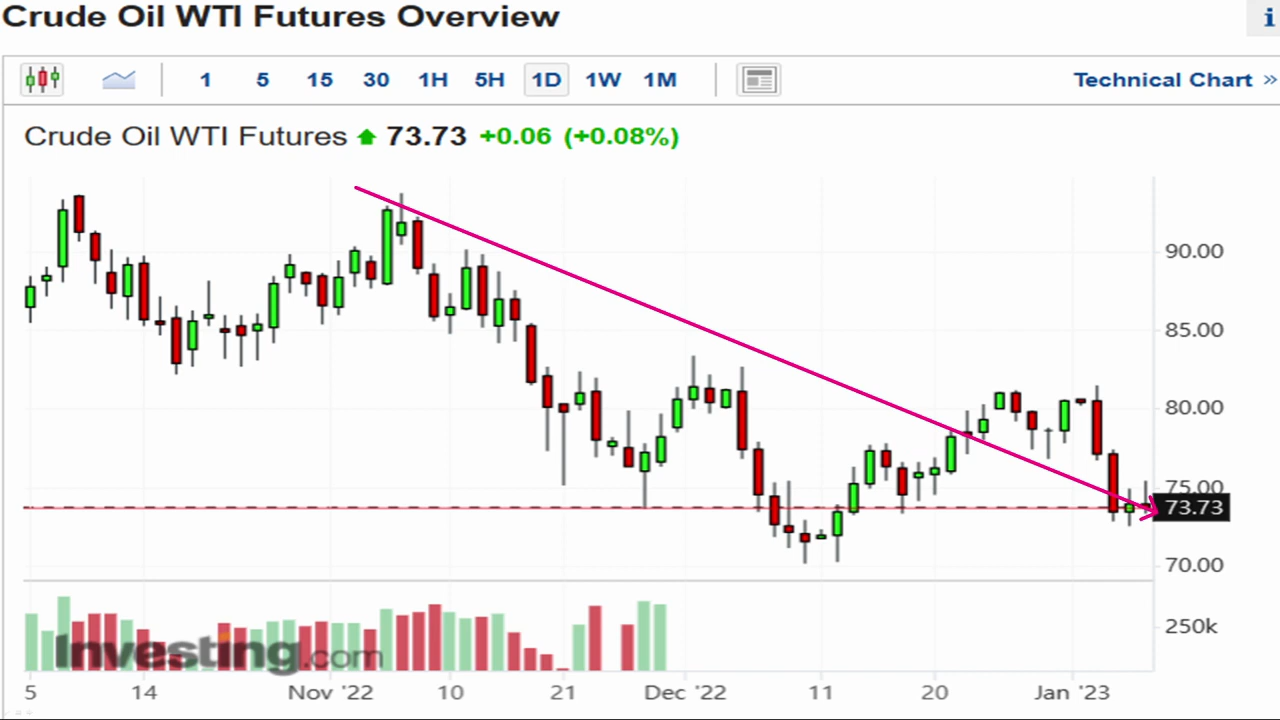 Crude Oil WTI Futures Overview
i
1 5 15 30 1H 5H 1D 1W 1M Technical Chart »
Crude Oil WTI Futures 73.73 +0.06 (+0.08%)
90.00
85.00
80.00
75.00
73.73
70.00
250k
Investing.com
5 14 Nov '22 10 21 Dec '22 11 20 Jan '23